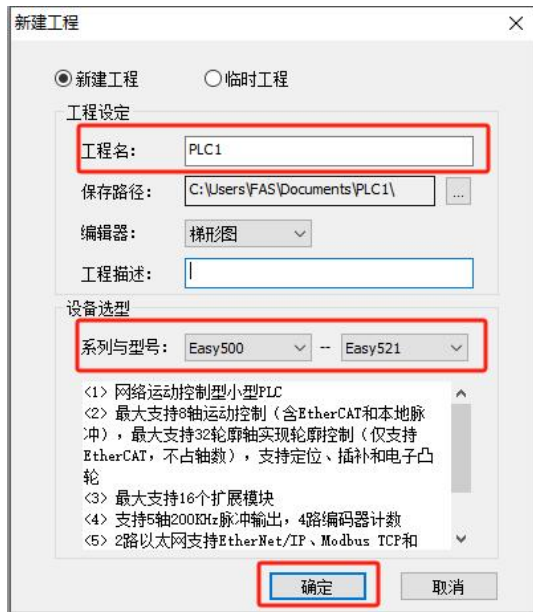 新建工程
新建工程 临时工程
工程设定
工程名: PLC1
保存路径: C:\Users\FAS\Documents\PLC1\ ...
编辑器: 梯形图
工程描述:
设备选型
系列与型号: Easy500 -- Easy521
<1> 网络运动控制型小型PLC
<2> 最大支持8轴运动控制（含EtherCAT和本地脉
冲），最大支持32轮廓轴实现轮廓控制（仅支持
EtherCAT，不占轴数），支持定位、插补和电子凸
轮
<3> 最大支持16个扩展模块
<4> 支持5轴200KHz脉冲输出，4路编码器计数
<5> 2路以太网支持EtherNet/IP、Modbus TCP和
确定 取消